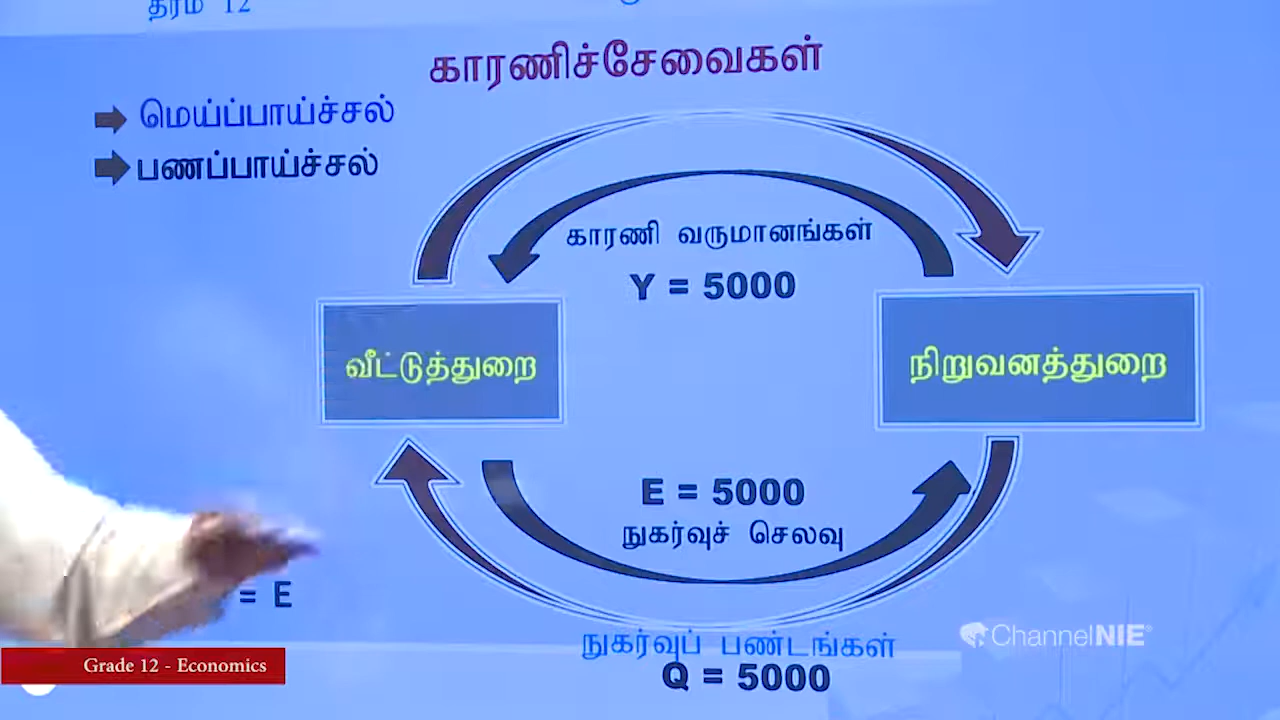 தரம் 12
காரணிச்சேவைகள்
மெய்ப்பாய்ச்சல்
பணப்பாய்ச்சல்
காரணி வருமானங்கள்
Y = 5000
வீட்டுத்துறை
நிறுவனத்துறை
E = 5000
நுகர்வுச் செலவு
= E
நுகர்வுப் பண்டங்கள்
Q = 5000
ChannelNIE
Grade 12 - Economics